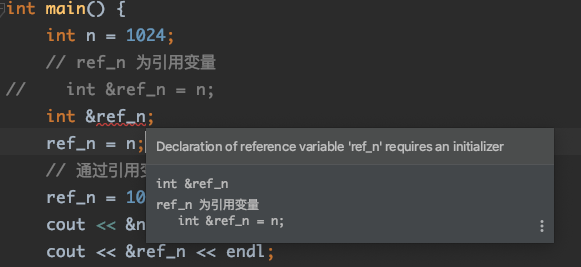 int main() {
int n = 1024;
// ref_n 为引用变量
// int &ref_n = n;
int &ref_n;
ref_n = n;
Declaration of reference variable 'ref_n' requires an initializer
// 通过引用
int &ref_n
ref_n = 10
ref_n 为引用变量
int &ref_n = n;
cout << &n
cout << &ref_n << endl;